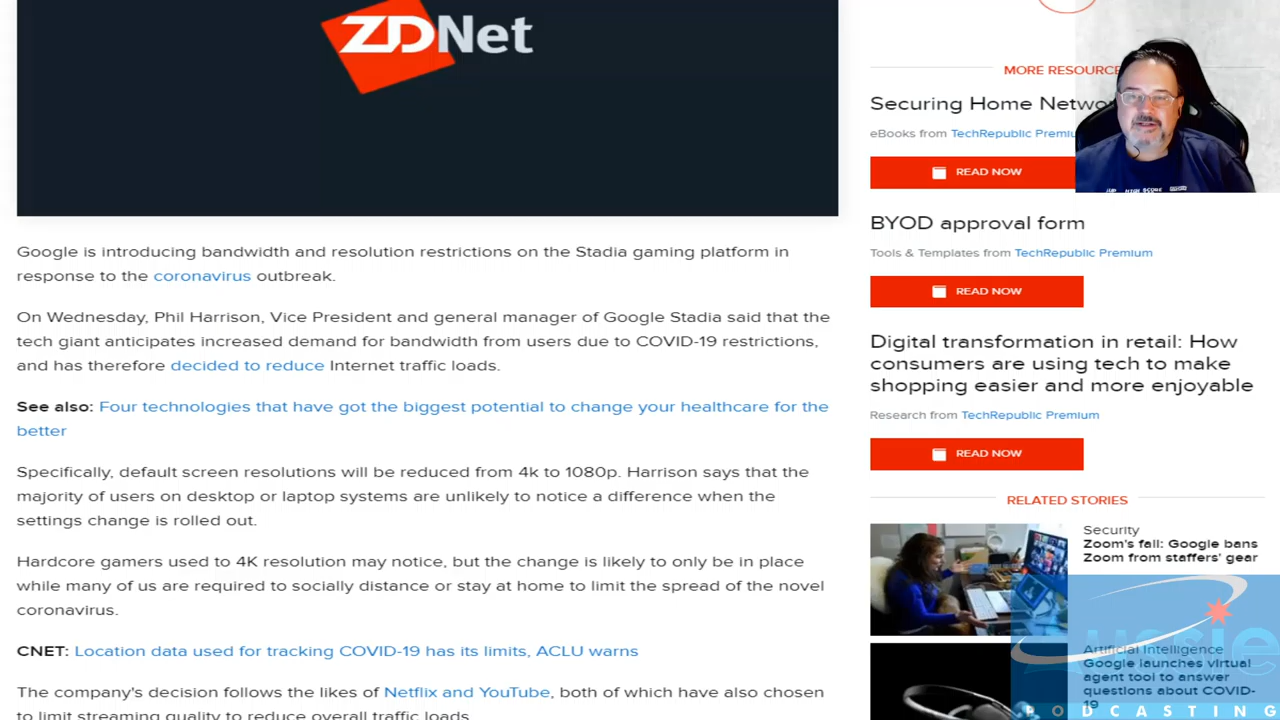 ZDNet
Google is introducing bandwidth and resolution restrictions on the Stadia gaming platform in
response to the coronavirus outbreak.
On Wednesday, Phil Harrison, Vice President and general manager of Google Stadia said that the
tech giant anticipates increased demand for bandwidth from users due to COVID-19 restrictions,
and has therefore decided to reduce Internet traffic loads.
See also: Four technologies that have got the biggest potential to change your healthcare for the
better
Specifically, default screen resolutions will be reduced from 4k to 1080p. Harrison says that the
majority of users on desktop or laptop systems are unlikely to notice a difference when the
settings change is rolled out.
Hardcore gamers used to 4K resolution may notice, but the change is likely to only be in place
while many of us are required to socially distance or stay at home to limit the spread of the novel
coronavirus.
CNET: Location data used for tracking COVID-19 has its limits, ACLU warns
The company's decision follows the likes of Netflix and YouTube, both of which have also chosen
to limit streaming quality to reduce overall traffic loads.
MORE RESOURCE
Securing Home Netwo
eBooks from TechRepublic Premiu
READ NOW
BYOD approval form
Tools & Templates from TechRepublic Premium
READ NOW
Digital transformation in retail: How
consumers are using tech to make
shopping easier and more enjoyable
Research from TechRepublic Premium
READ NOW
RELATED STORIES
Security
Zoom's fall: Google bans
Zoom from staffers' gear
Artificial Intelligence
Google launches virtual
agent tool to answer
questions about COVID-
19
HIGH SCORE
aussie
PODCASTING